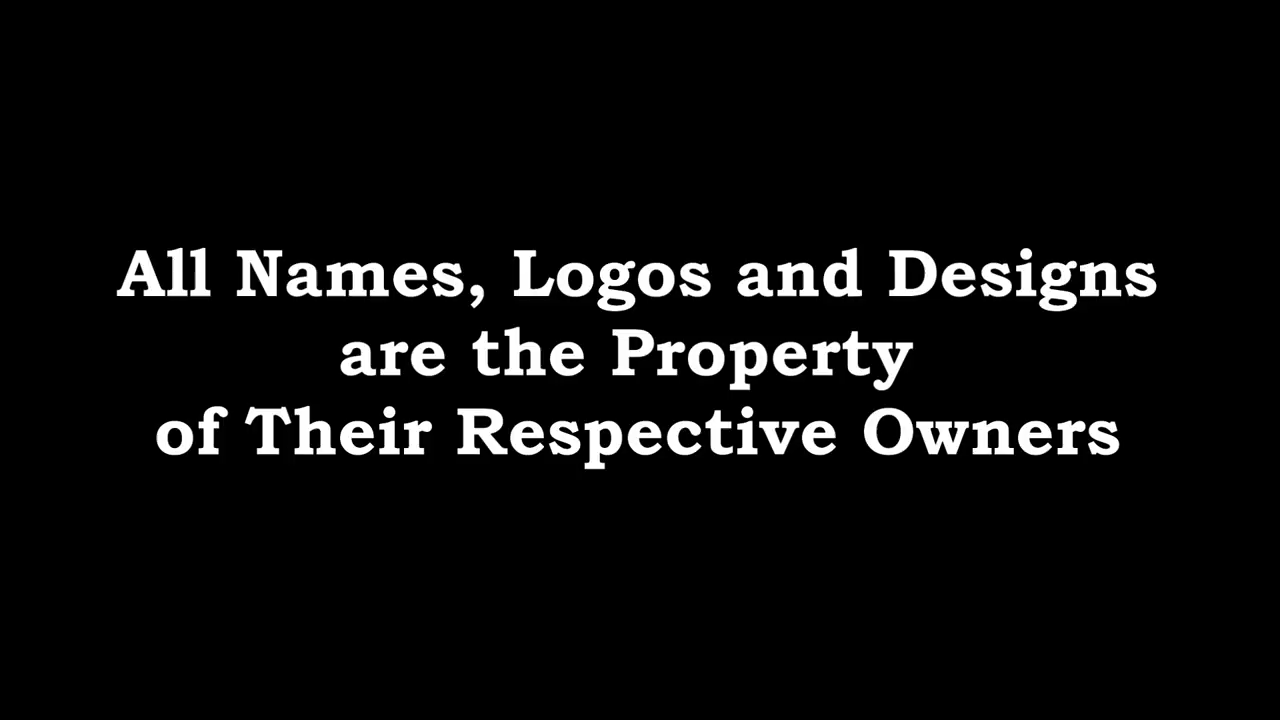 All Names, Logos and Designs
are the Property
of Their Respective Owners